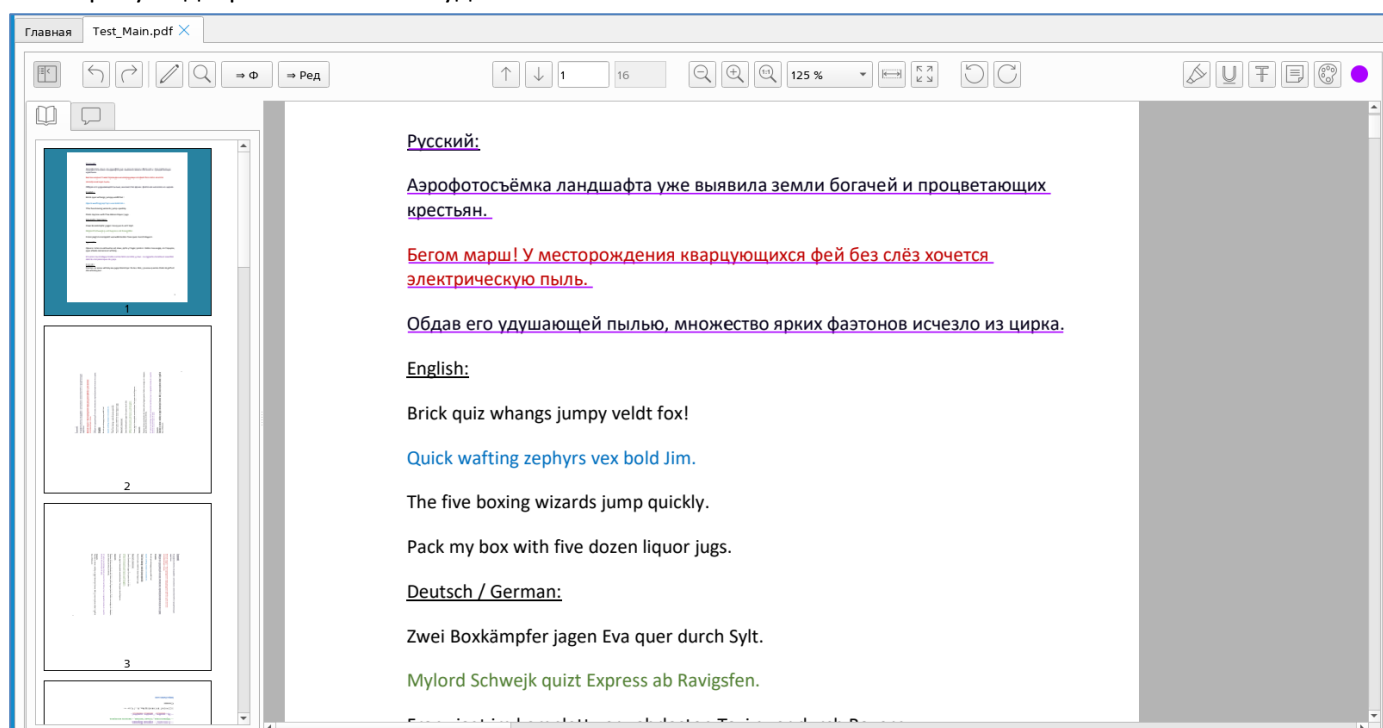 Главная Test_Main.pdf
⇒ Ф ⇒ Ред 1 16 125 %
Русский:
Аэрофотосъёмка ландшафта уже выявила земли богачей и процветающих
крестьян.
Бегом марш! У месторождения кварцующихся фей без слёз хочется
электрическую пыль.
Обдав его удушающей пылью, множество ярких фаэтонов исчезло из цирка.
English:
Brick quiz whangs jumpy veldt fox!
Quick wafting zephyrs vex bold Jim.
The five boxing wizards jump quickly.
Pack my box with five dozen liquor jugs.
Deutsch / German:
Zwei Boxkämpfer jagen Eva quer durch Sylt.
Mylord Schwejk quizt Express ab Ravigsfen.
1
2
3